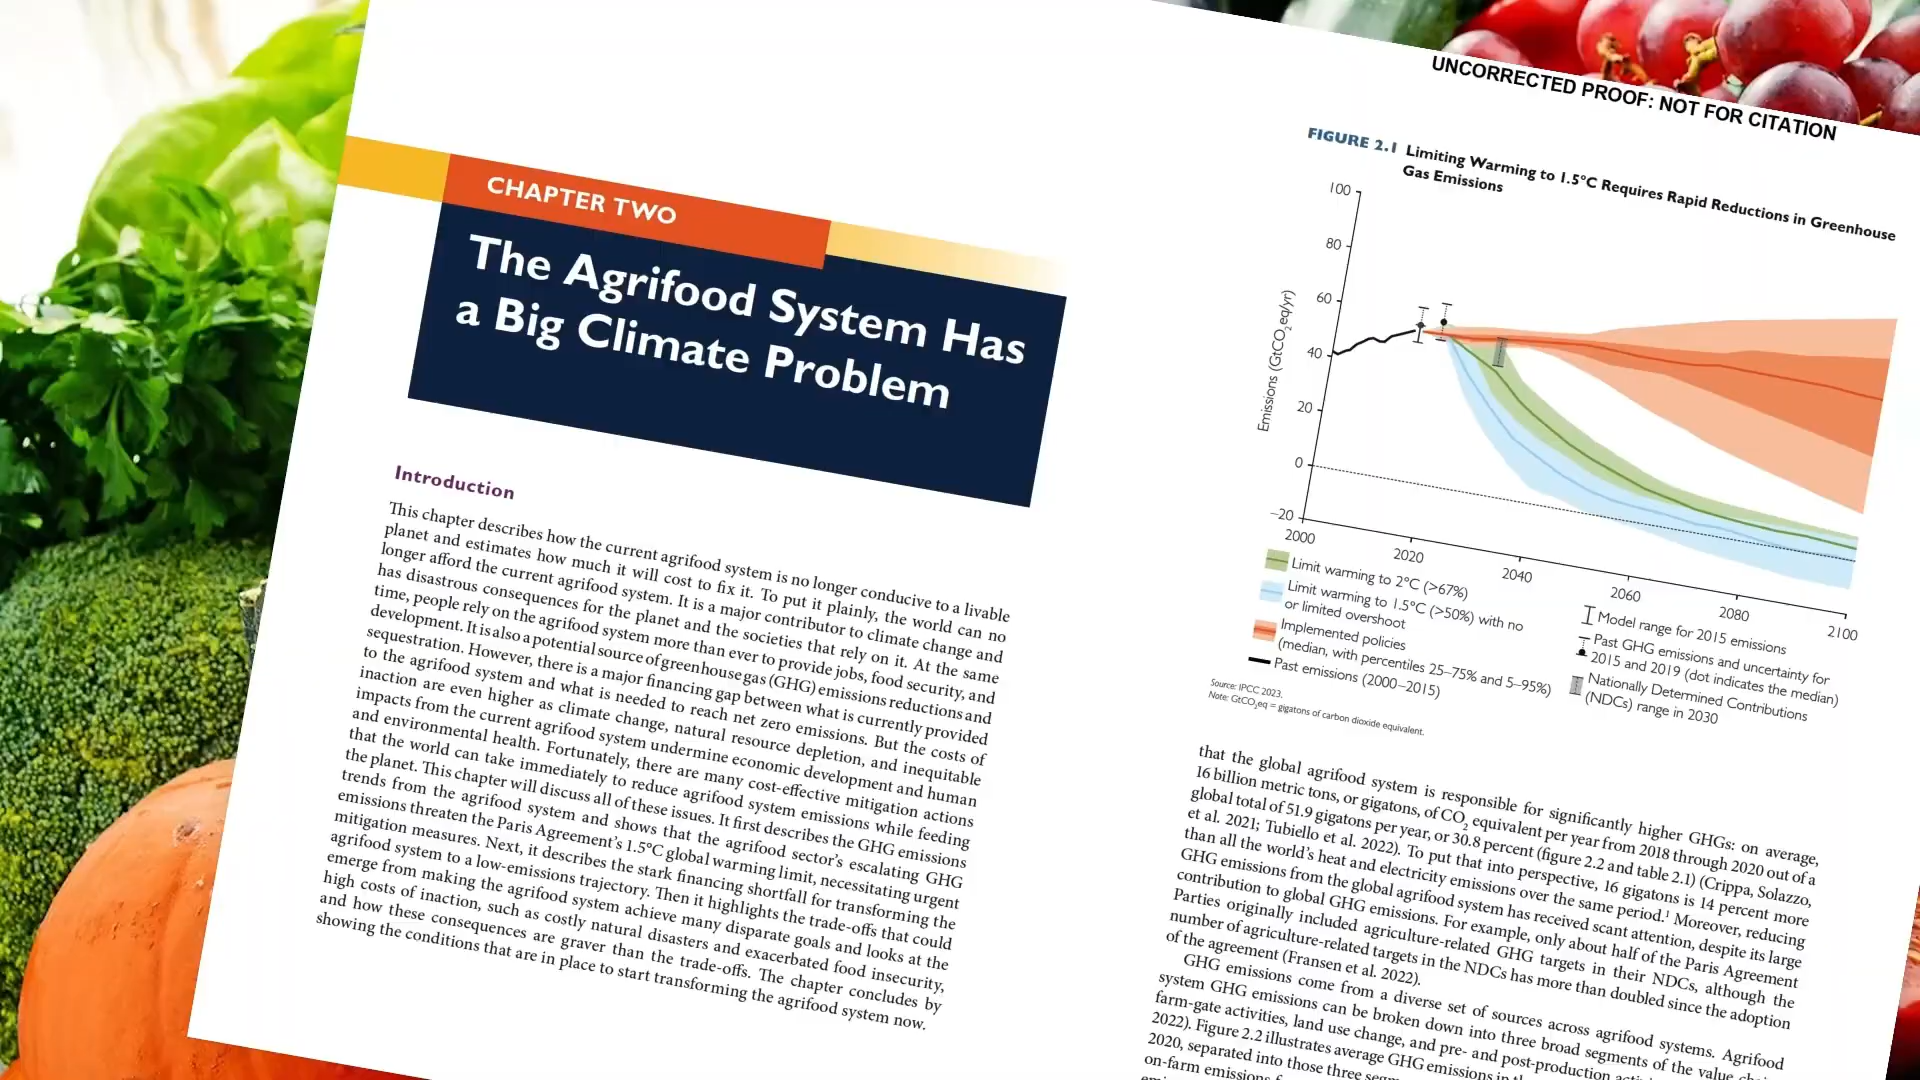 CHAPTER TWO
The Agrifood System Has
a Big Climate Problem
Introduction
This chapter describes how the current agrifood system is no longer conducive to a livable
planet and estimates how much it will cost to fix it. To put it plainly, the world can no
longer afford the current agrifood system. It is a major contributor to climate change and
has disastrous consequences for the planet and the societies that rely on it. At the same
time, people rely on the agrifood system more than ever to provide jobs, food security, and
development. It is also a potential source of greenhouse gas (GHG) emissions reductions and
sequestration. However, there is a major financing gap between what is currently provided
to the agrifood system and what is needed to reach net zero emissions. But the costs of
inaction are even higher as climate change, natural resource depletion, and inequitable
impacts from the current agrifood system undermine economic development and human
and environmental health. Fortunately, there are many cost-effective mitigation actions
that the world can take immediately to reduce agrifood system emissions while feeding
the planet. This chapter will discuss all of these issues. It first describes the GHG emissions
trends from the agrifood system and shows that the agrifood sector's escalating GHG
emissions threaten the Paris Agreement's 1.5°C global warming limit, necessitating urgent
mitigation measures. Next, it describes the stark financing shortfall for transforming the
agrifood system to a low-emissions trajectory. Then it highlights the trade-offs that could
emerge from making the agrifood system achieve many disparate goals and looks at the
high costs of inaction, such as costly natural disasters and exacerbated food insecurity,
and how these consequences are graver than the trade-offs. The chapter concludes by
showing the conditions that are in place to start transforming the agrifood system now.
UNCORRECTED PROOF: NOT FOR CITATION
FIGURE 2.1 Limiting Warming to 1.5°C Requires Rapid Reductions in Greenhouse
Gas Emissions
Emissions (GtCO₂eq/yr)
100
80
60
40
20
0
−20
2000
2020
2040
2060
2080
2100
Limit warming to 2°C (>67%)
Limit warming to 1.5°C (>50%) with no
or limited overshoot
Implemented policies
(median, with percentiles 25–75% and 5–95%)
Past emissions (2000–2015)
Model range for 2015 emissions
Past GHG emissions and uncertainty for
2015 and 2019 (dot indicates the median)
Nationally Determined Contributions
(NDCs) range in 2030
Source: IPCC 2023.
Note: GtCO₂eq = gigatons of carbon dioxide equivalent.
that the global agrifood system is responsible for significantly higher GHGs: on average,
16 billion metric tons, or gigatons, of CO₂ equivalent per year from 2018 through 2020 out of a
global total of 51.9 gigatons per year, or 30.8 percent (figure 2.2 and table 2.1) (Crippa, Solazzo,
et al. 2021; Tubiello et al. 2022). To put that into perspective, 16 gigatons is 14 percent more
than all the world's heat and electricity emissions over the same period.¹ Moreover, reducing
GHG emissions from the global agrifood system has received scant attention, despite its large
contribution to global GHG emissions. For example, only about half of the Paris Agreement
Parties originally included agriculture-related GHG targets in their NDCs, although the
number of agriculture-related targets in the NDCs has more than doubled since the adoption
of the agreement (Fransen et al. 2022).
GHG emissions come from a diverse set of sources across agrifood systems. Agrifood
system GHG emissions can be broken down into three broad segments of the value
farm-gate activities, land use change, and pre- and post-production
2022). Figure 2.2 illustrates average GHG emissions in
2020, separated into those three
on-farm emissions